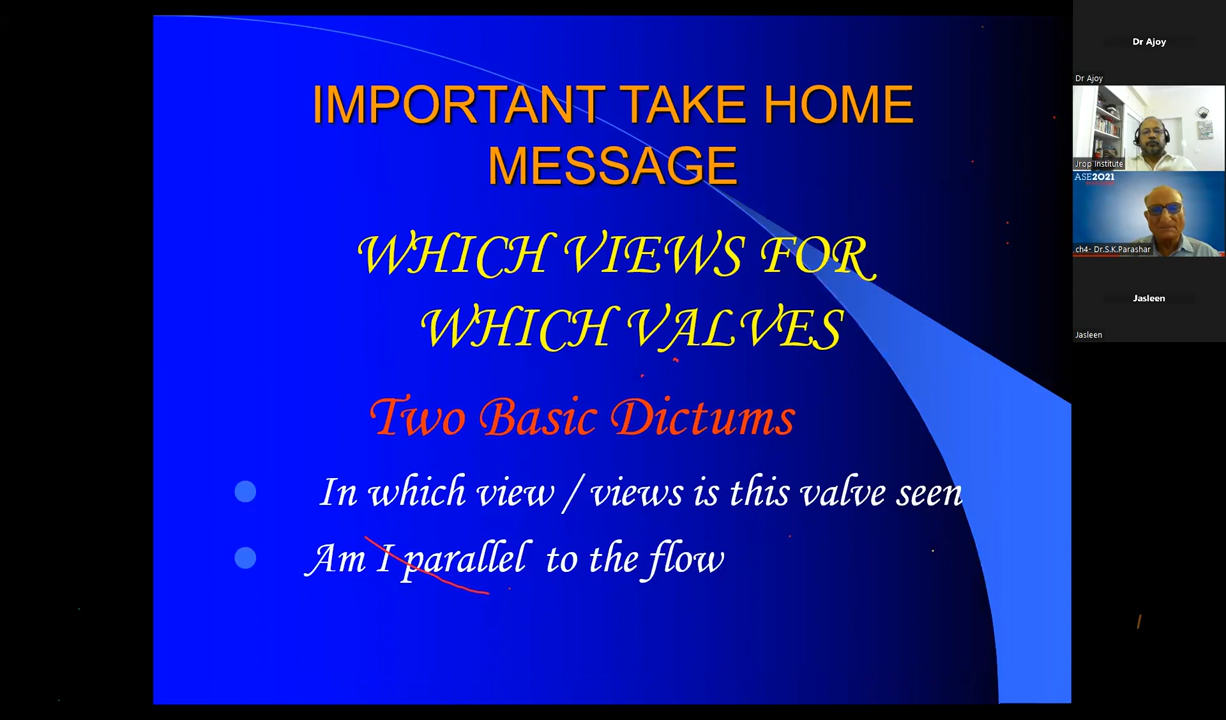 IMPORTANT TAKE HOME
MESSAGE
WHICH VIEWS FOR
WHICH VALVES
Two Basic Dictums
In which view / views is this valve seen
Am I parallel to the flow
Dr Ajoy
Dr Ajoy
Jrop Institute
ASE2021
ch4- Dr.S.K.Parashar
Jasleen
Jasleen